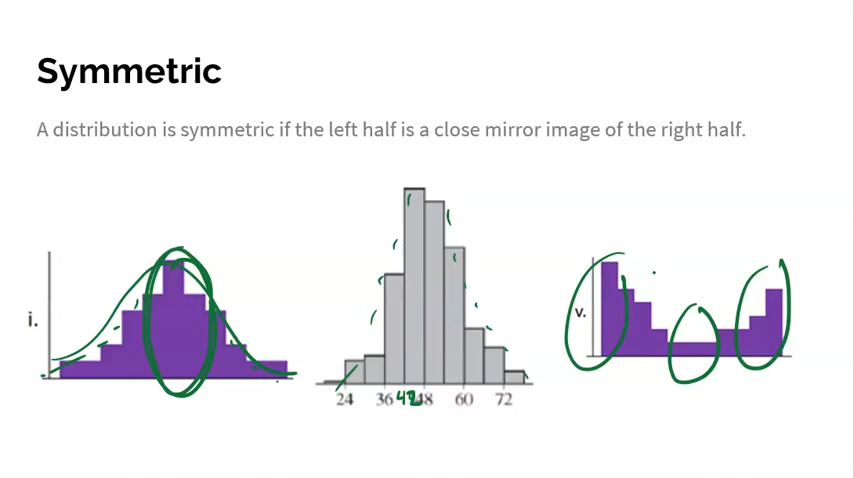 Symmetric
A distribution is symmetric if the left half is a close mirror image of the right half.
i.
v.
24 36 42 48 60 72